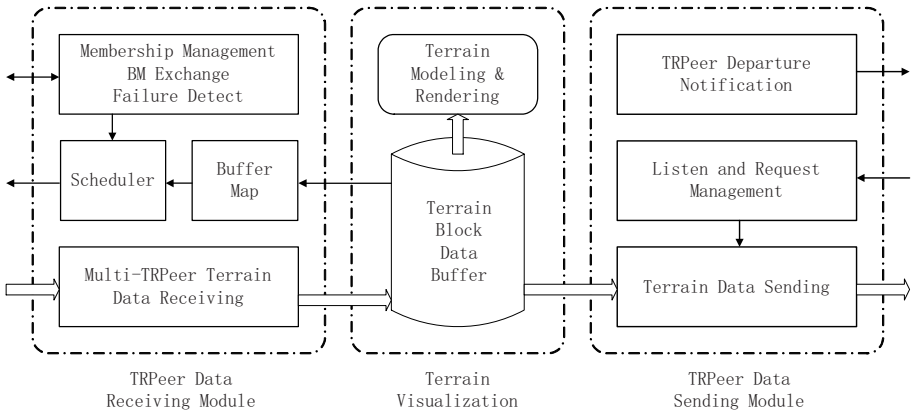 Membership Management
BM Exchange
Failure Detect
Scheduler
Buffer
Map
Multi-TRPeer Terrain
Data Receiving
TRPeer Data
Receiving Module
Terrain
Modeling &
Rendering
Terrain
Block
Data
Buffer
Terrain
Visualization
TRPeer Departure
Notification
Listen and Request
Management
Terrain Data Sending
TRPeer Data
Sending Module